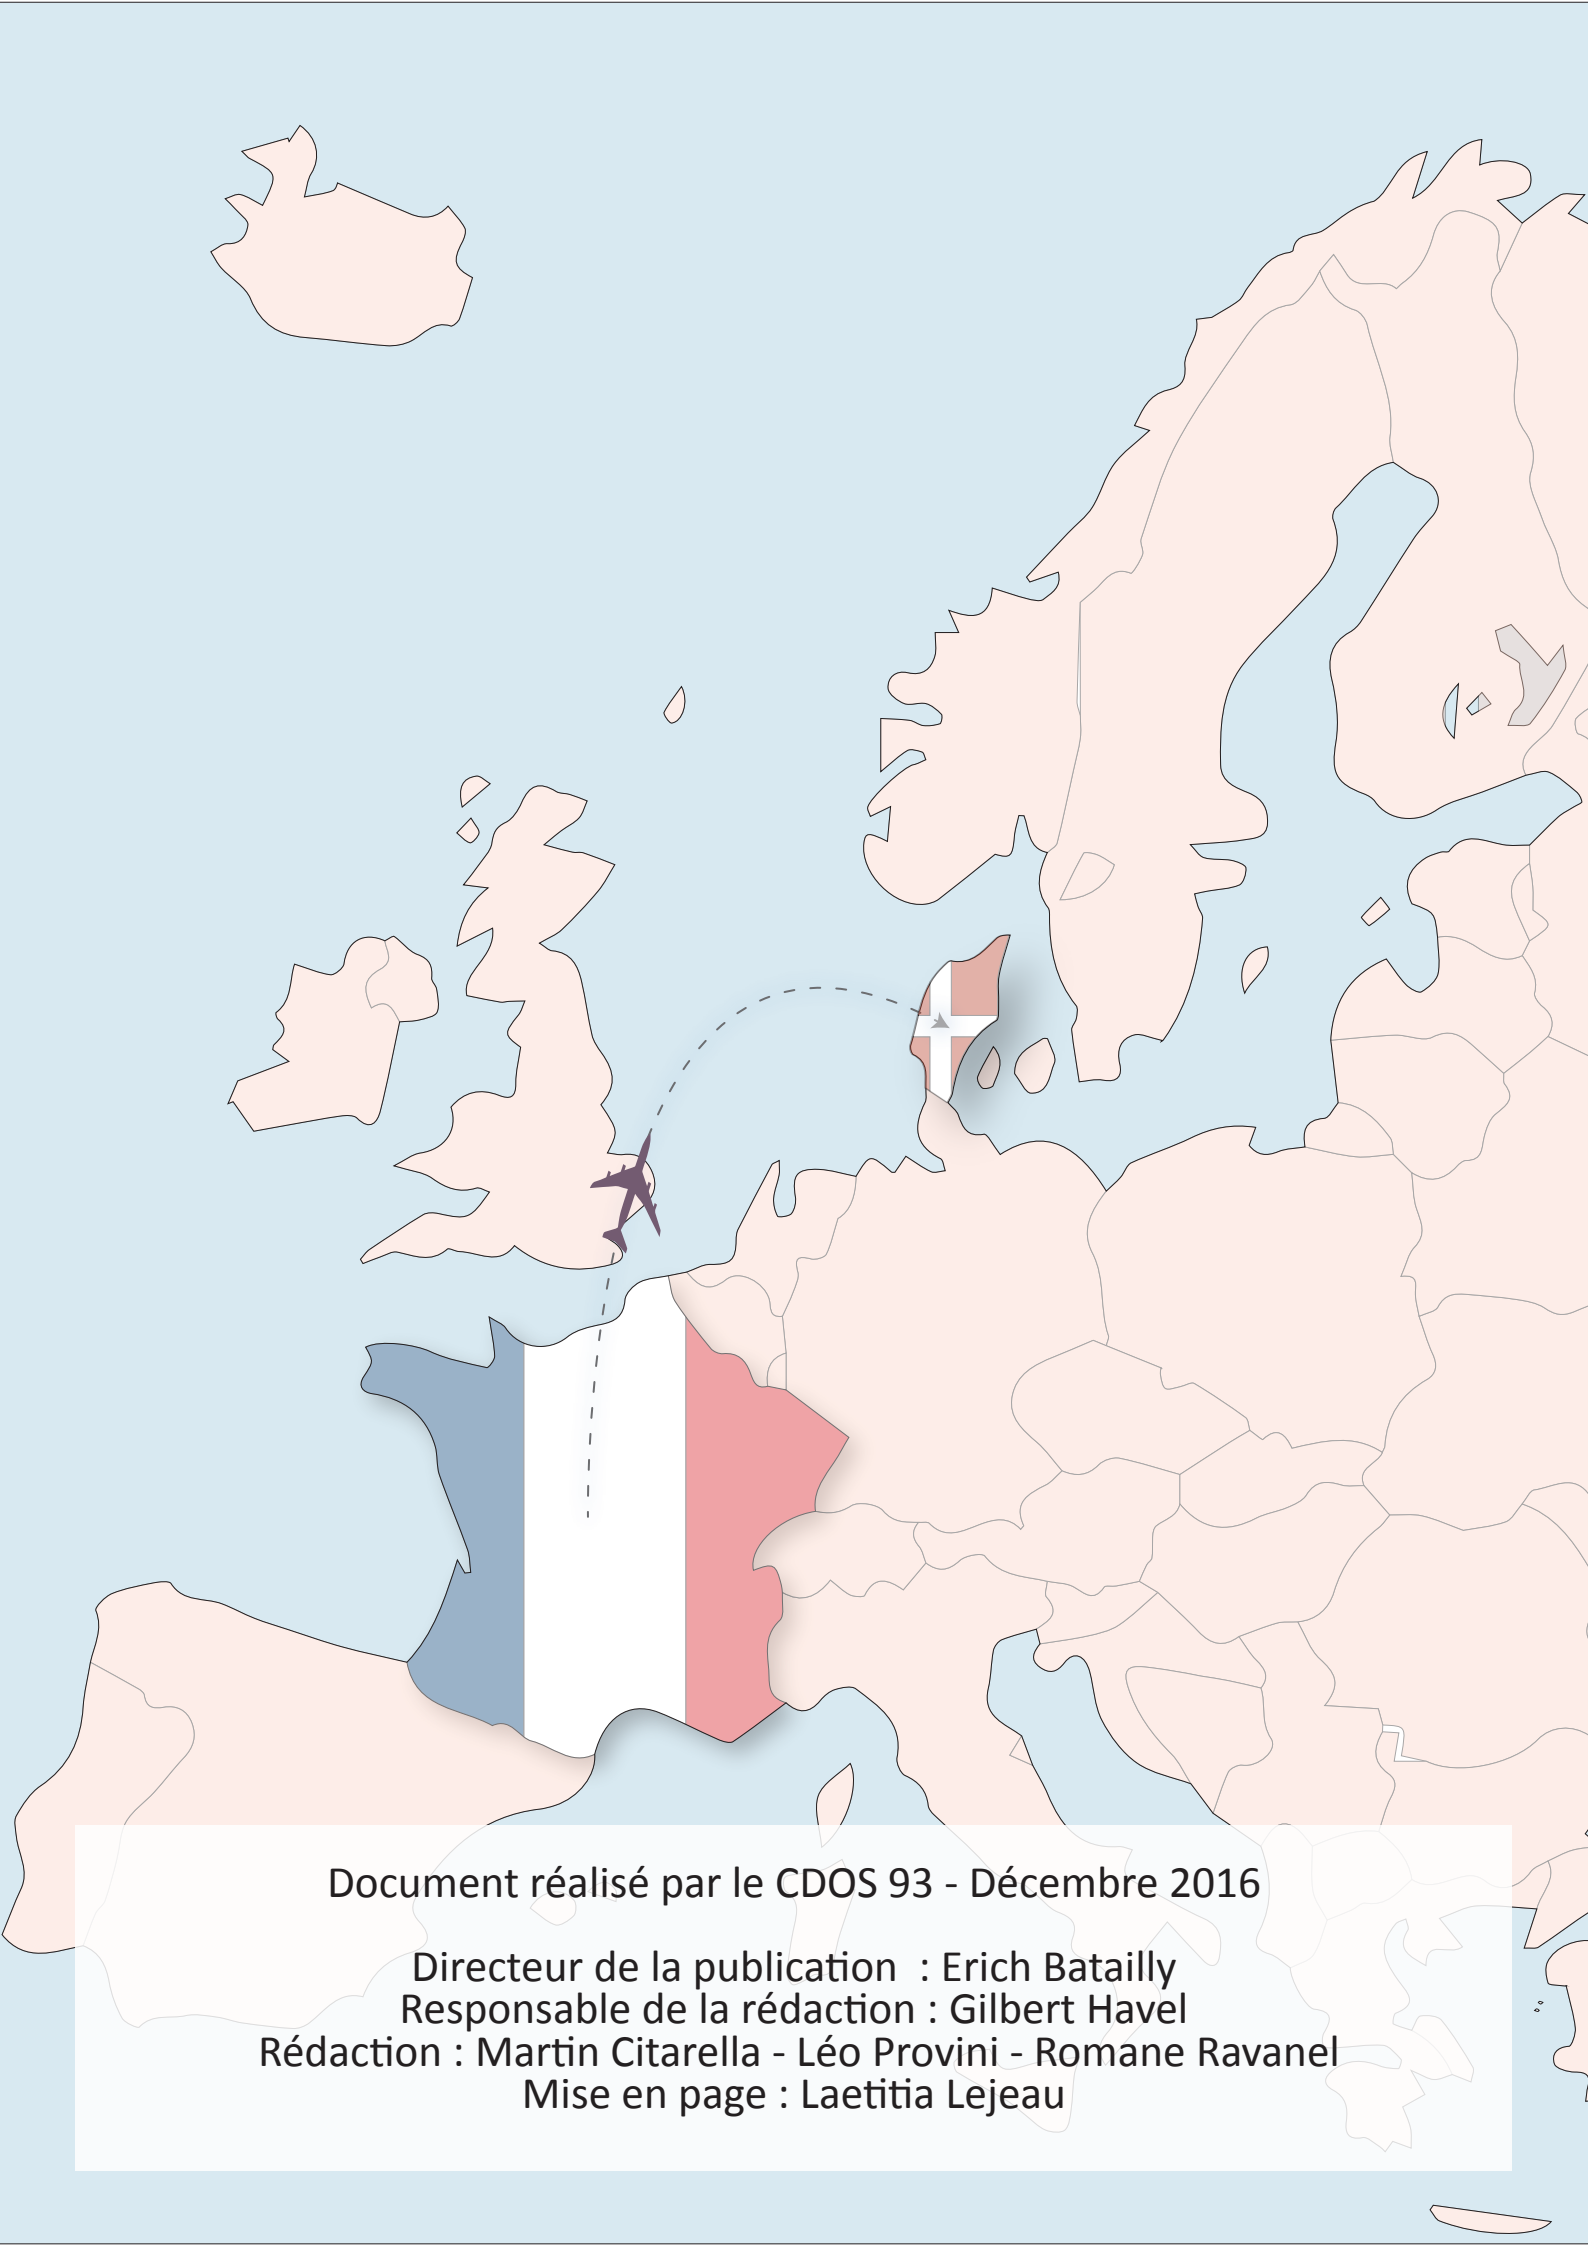 Document réalisé par le CDOS 93 - Décembre 2016
Directeur de la publication  : Erich Batailly
Responsable de la rédaction : Gilbert Havel
Rédaction : Martin Citarella - Léo Provini - Romane Ravanel
Mise en page : Laetitia Lejeau